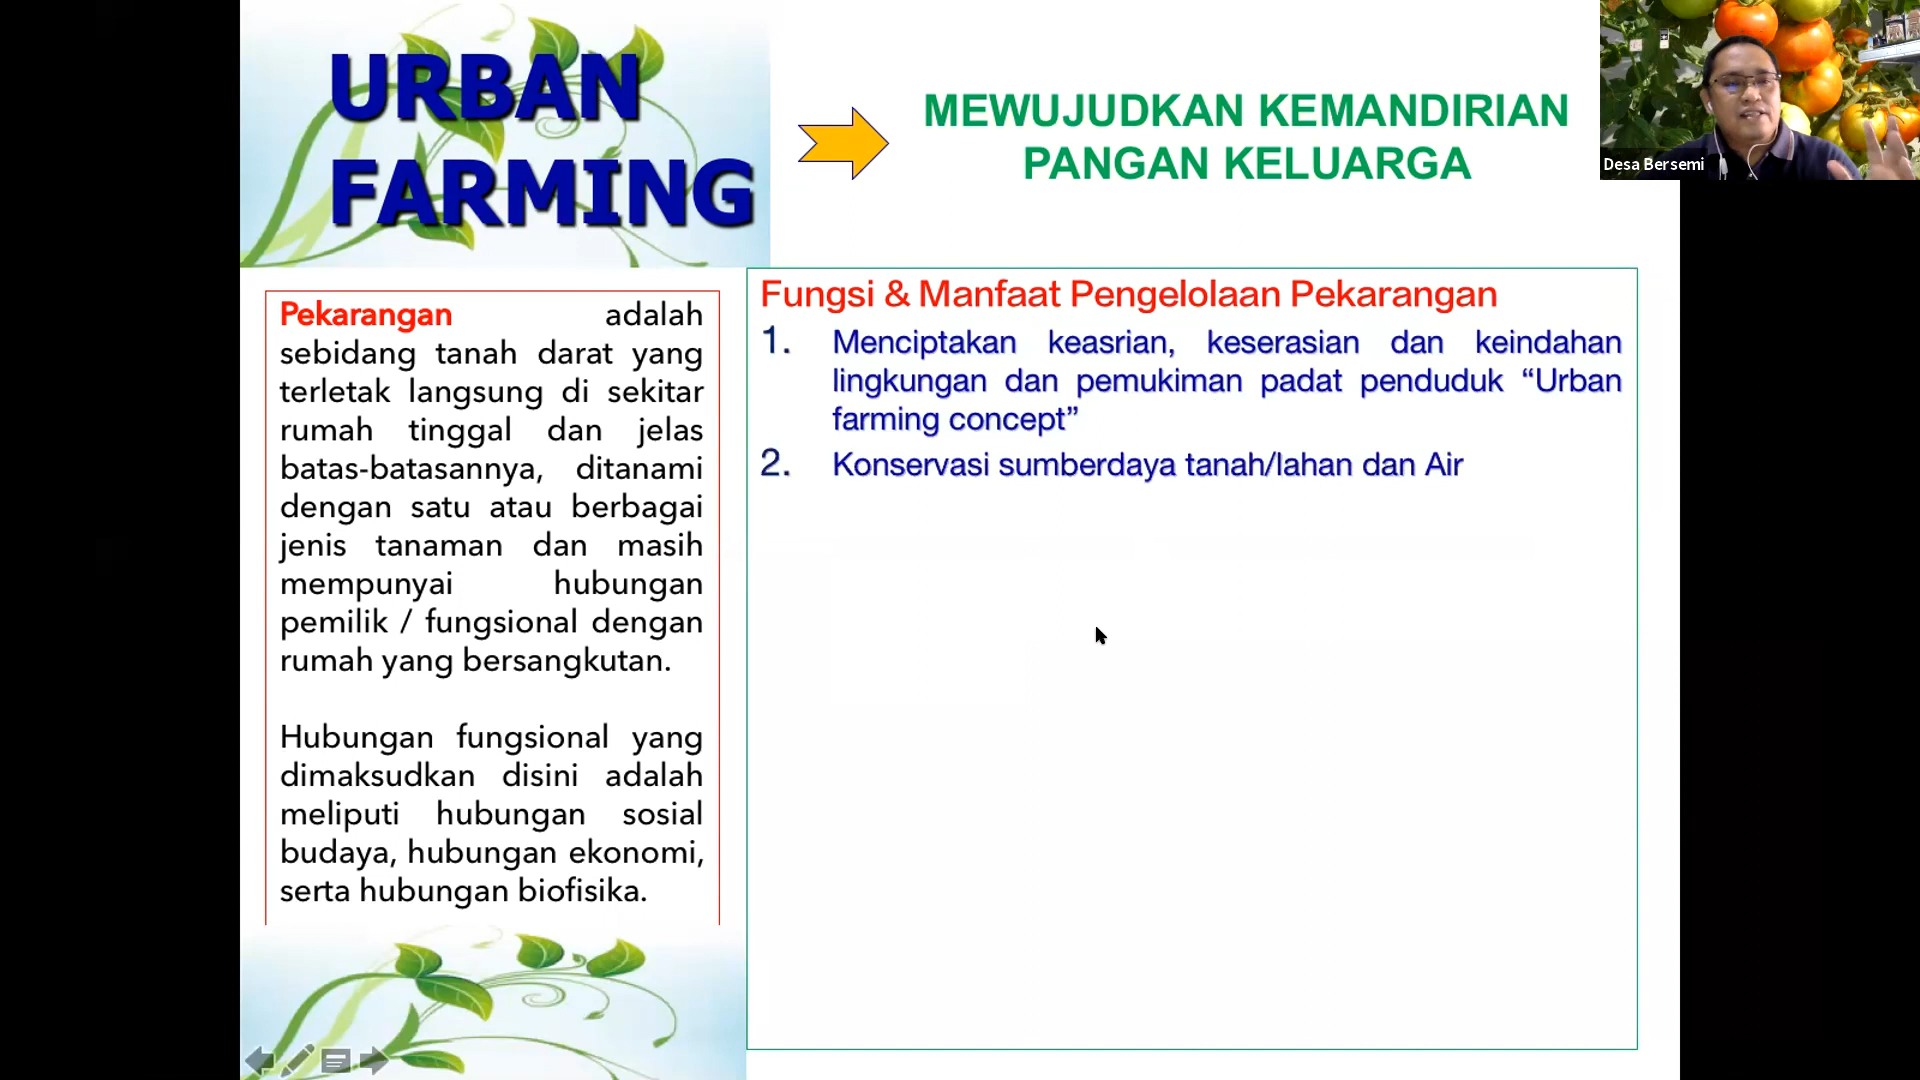 URBAN
FARMING
MEWUJUDKAN KEMANDIRIAN
PANGAN KELUARGA
Desa Bersemi
Pekarangan adalah
sebidang tanah darat yang
terletak langsung di sekitar
rumah tinggal dan jelas
batas-batasannya, ditanami
dengan satu atau berbagai
jenis tanaman dan masih
mempunyai hubungan
pemilik / fungsional dengan
rumah yang bersangkutan.
Hubungan fungsional yang
dimaksudkan disini adalah
meliputi hubungan sosial
budaya, hubungan ekonomi,
serta hubungan biofisika.
Fungsi & Manfaat Pengelolaan Pekarangan
1. Menciptakan keasrian, keserasian dan keindahan
lingkungan dan pemukiman padat penduduk “Urban
farming concept”
2. Konservasi sumberdaya tanah/lahan dan Air